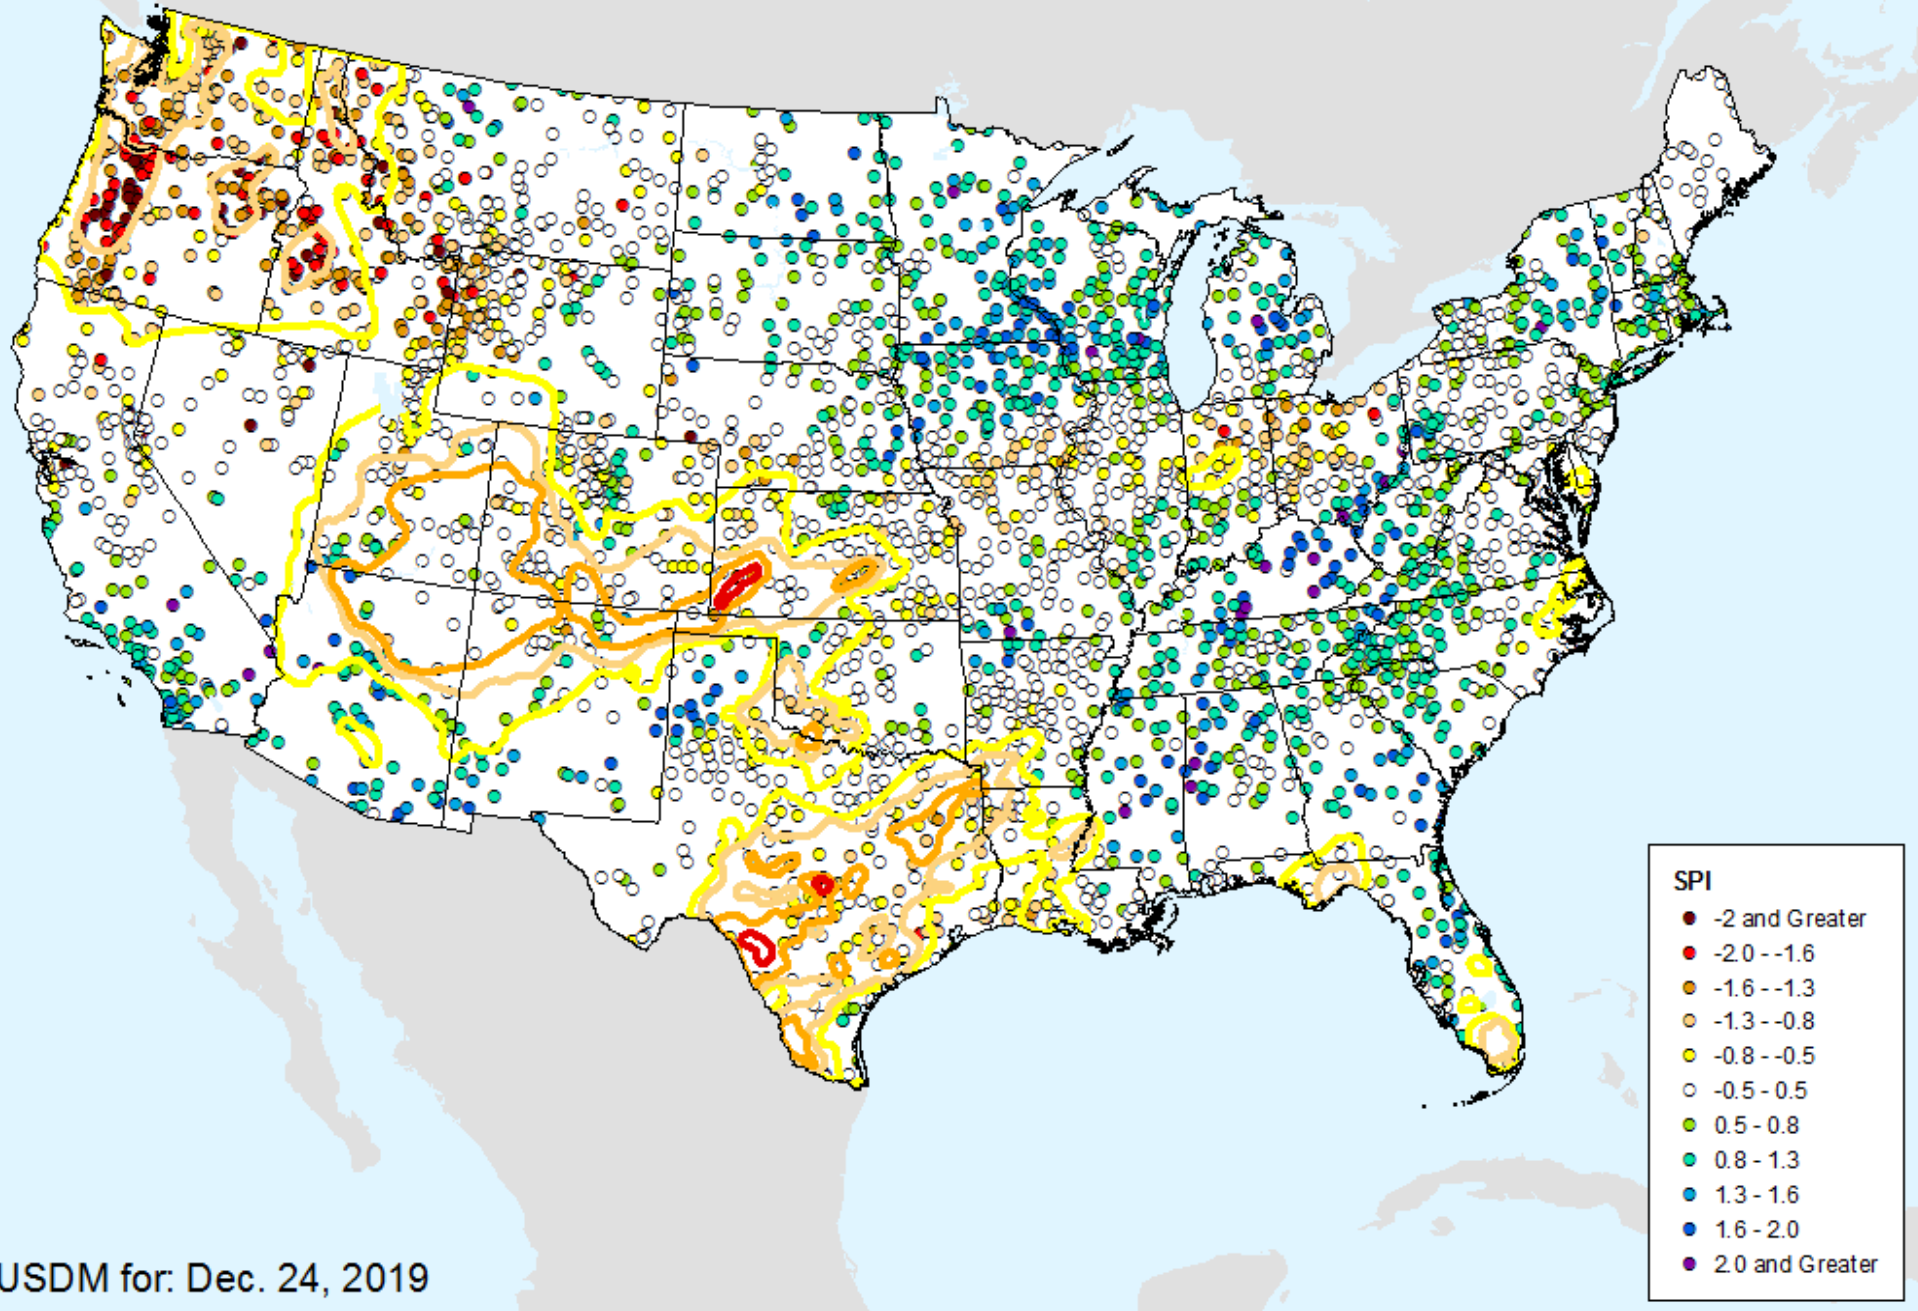 SPI
-2 and Greater
-2.0 - -1.6
-1.6 - -1.3
-1.3 - -0.8
-0.8 - -0.5
-0.5 - 0.5
0.5 - 0.8
0.8 - 1.3
1.3 - 1.6
1.6 - 2.0
2.0 and Greater
USDM for: Dec. 24, 2019